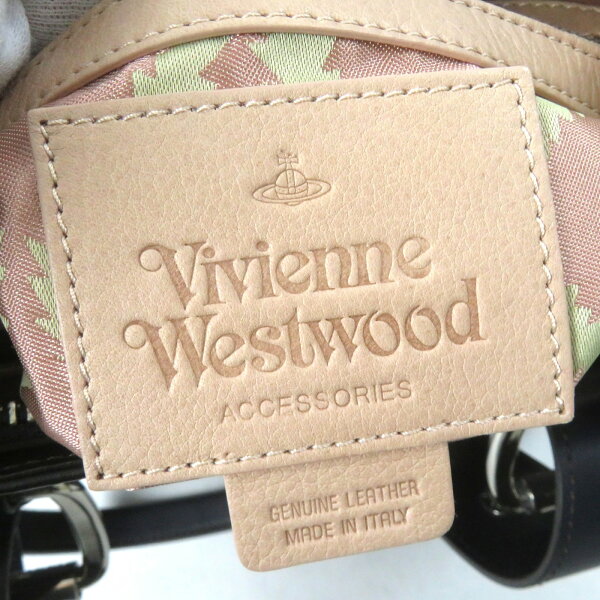 Vivienne
Westwood
ACCESSORIES
GENUINE LEATHER
MADE IN ITALY